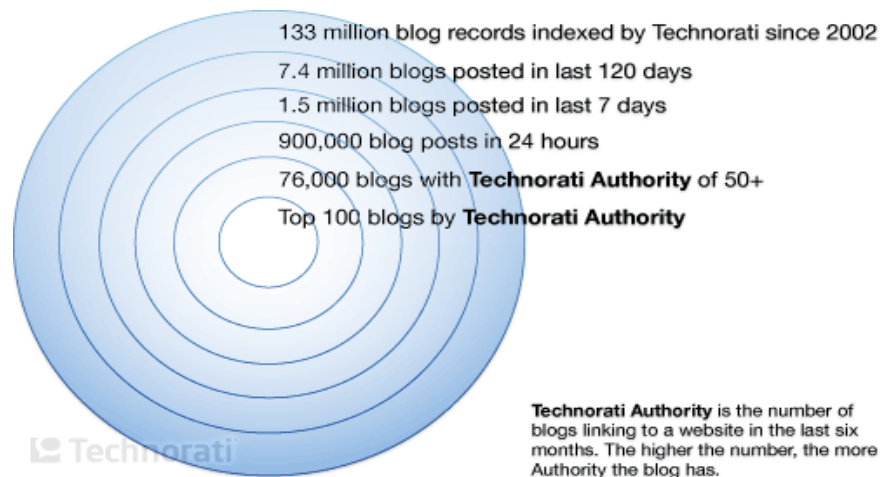 133 million blog records indexed by Technorati since 2002
7.4 million blogs posted in last 120 days
1.5 million blogs posted in last 7 days
900,000 blog posts in 24 hours
76,000 blogs with Technorati Authority of 50+
Top 100 blogs by Technorati Authority
Technorati Authority is the number of
blogs linking to a website in the last six
months. The higher the number, the more
Authority the blog has.
Technorati